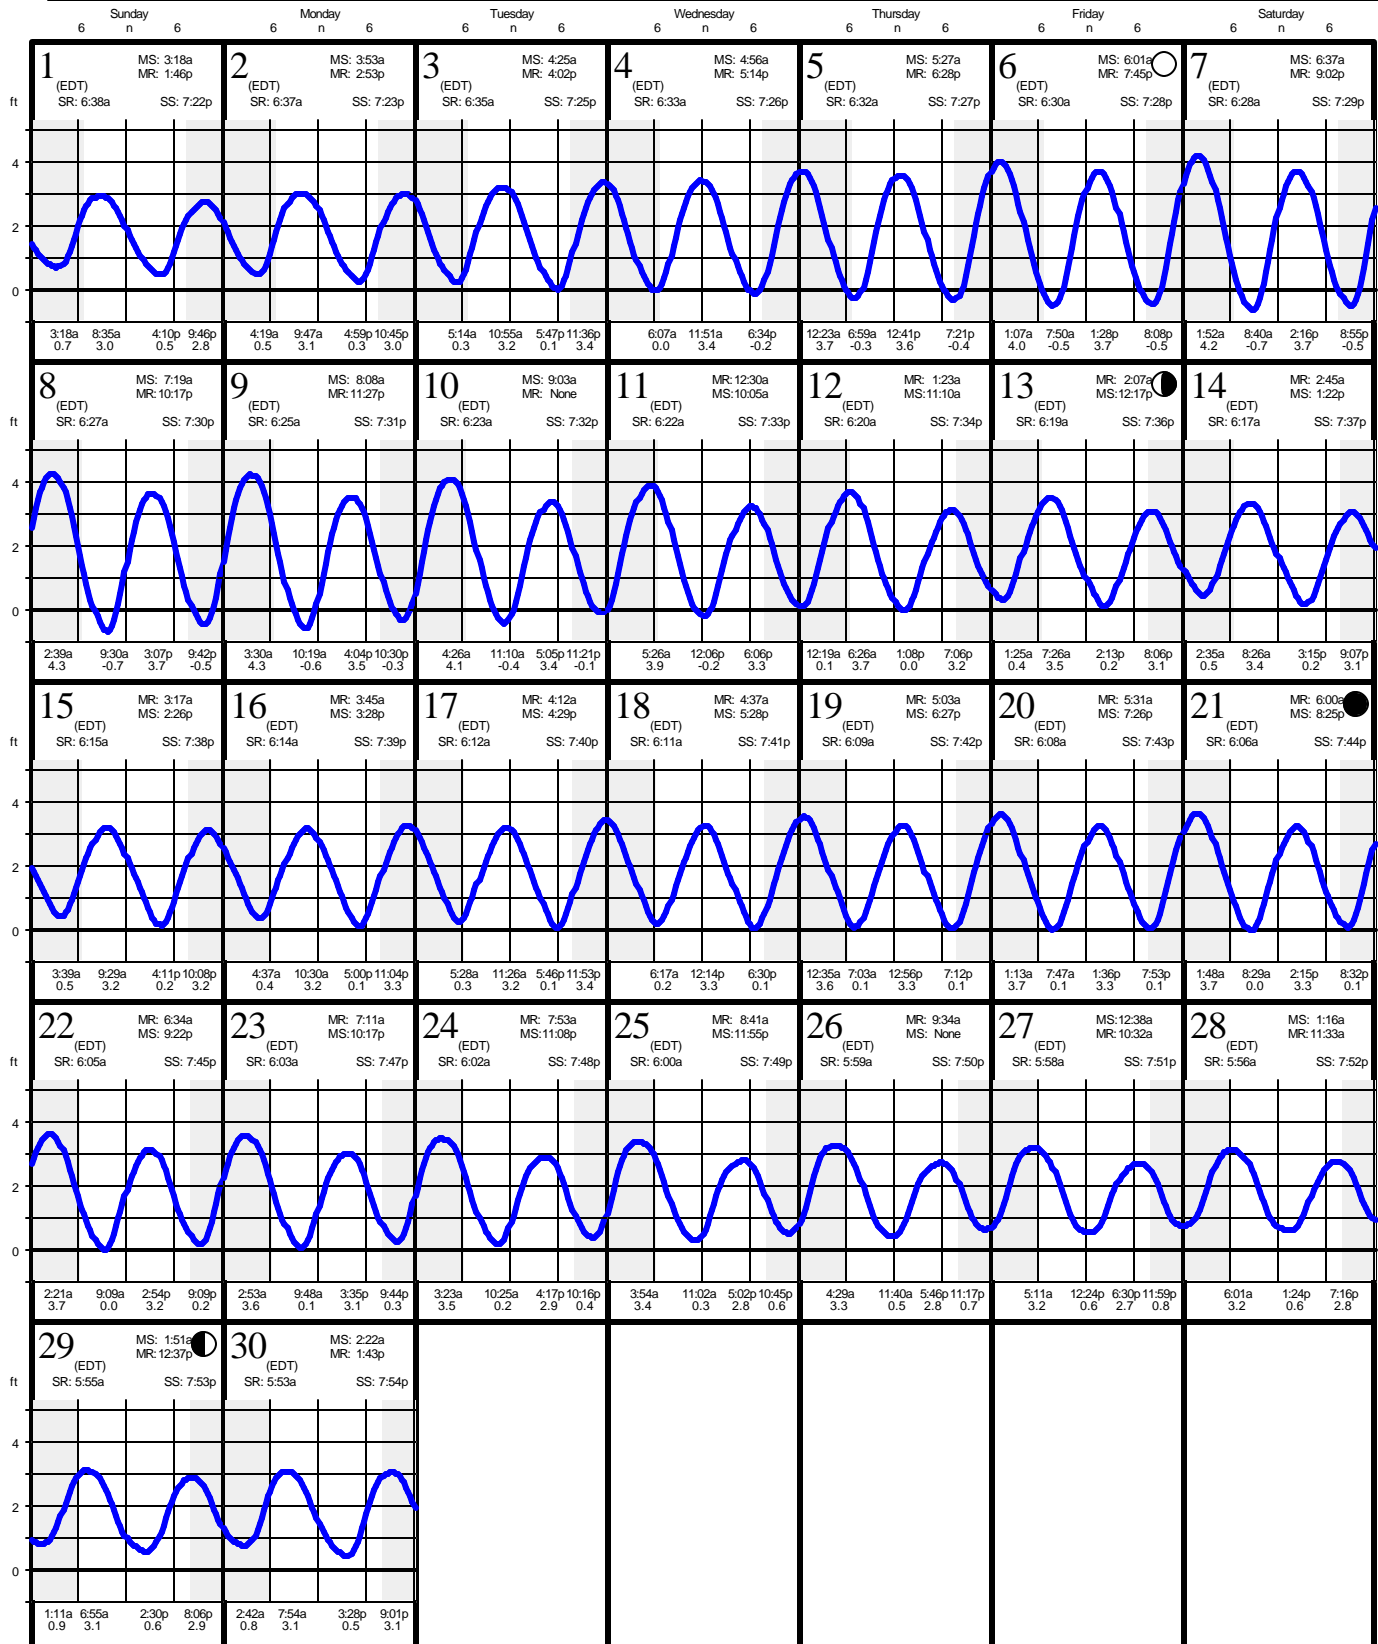 Sunday Monday Tuesday Wednesday Thursday Friday Saturday
6 n 6 6 n 6 6 n 6 6 n 6 6 n 6 6 n 6 6 n 6
1 (EDT) MS: 3:18a
MR: 1:46p
SR: 6:38a SS: 7:22p
2 (EDT) MS: 3:53a
MR: 2:53p
SR: 6:37a SS: 7:23p
3 (EDT) MS: 4:25a
MR: 4:02p
SR: 6:35a SS: 7:25p
4 (EDT) MS: 4:56a
MR: 5:14p
SR: 6:33a SS: 7:26p
5 (EDT) MS: 5:27a
MR: 6:28p
SR: 6:32a SS: 7:27p
6 (EDT) MS: 6:01a
MR: 7:45p
SR: 6:30a SS: 7:28p
7 (EDT) MS: 6:37a
MR: 9:02p
SR: 6:28a SS: 7:29p
ft
4
2
0
3:18a 8:35a 4:10p 9:46p
0.7 3.0 0.5 2.8
4:19a 9:47a 4:59p 10:45p
0.5 3.1 0.3 3.0
5:14a 10:55a 5:47p 11:36p
0.3 3.2 0.1 3.4
6:07a 11:51a 6:34p
0.0 3.4 -0.2
12:23a 6:59a 12:41p 7:21p
3.7 -0.3 3.6 -0.4
1:07a 7:50a 1:28p 8:08p
4.0 -0.5 3.7 -0.5
1:52a 8:40a 2:16p 8:55p
4.2 -0.7 3.7 -0.5
8 (EDT) MS: 7:19a
MR: 10:17p
SR: 6:27a SS: 7:30p
9 (EDT) MS: 8:08a
MR: 11:27p
SR: 6:25a SS: 7:31p
10 (EDT) MS: 9:03a
MR: None
SR: 6:23a SS: 7:32p
11 (EDT) MR: 12:30a
MS: 10:05a
SR: 6:22a SS: 7:33p
12 (EDT) MR: 1:23a
MS: 11:10a
SR: 6:20a SS: 7:34p
13 (EDT) MR: 2:07a
MS: 12:17p
SR: 6:19a SS: 7:36p
14 (EDT) MR: 2:45a
MS: 1:22p
SR: 6:17a SS: 7:37p
ft
4
2
0
2:39a 9:30a 3:07p 9:42p
4.3 -0.7 3.7 -0.5
3:30a 10:19a 4:04p 10:30p
4.3 -0.6 3.5 -0.3
4:26a 11:10a 5:05p 11:21p
4.1 -0.4 3.4 -0.1
5:26a 12:06p 6:06p
3.9 -0.2 3.3
12:19a 6:26a 1:08p 7:06p
0.1 3.7 0.0 3.2
1:25a 7:26a 2:13p 8:06p
0.4 3.5 0.2 3.1
2:35a 8:26a 3:15p 9:07p
0.5 3.4 0.2 3.1
15 (EDT) MR: 3:17a
MS: 2:26p
SR: 6:15a SS: 7:38p
16 (EDT) MR: 3:45a
MS: 3:28p
SR: 6:14a SS: 7:39p
17 (EDT) MR: 4:12a
MS: 4:29p
SR: 6:12a SS: 7:40p
18 (EDT) MR: 4:37a
MS: 5:28p
SR: 6:11a SS: 7:41p
19 (EDT) MR: 5:03a
MS: 6:27p
SR: 6:09a SS: 7:42p
20 (EDT) MR: 5:31a
MS: 7:26p
SR: 6:08a SS: 7:43p
21 (EDT) MR: 6:00a
MS: 8:25p
SR: 6:06a SS: 7:44p
ft
4
2
0
3:39a 9:29a 4:11p 10:08p
0.5 3.2 0.2 3.2
4:37a 10:30a 5:00p 11:04p
0.4 3.2 0.1 3.3
5:28a 11:26a 5:46p 11:53p
0.3 3.2 0.1 3.4
6:17a 12:14p 6:30p
0.2 3.3 0.1
12:35a 7:03a 12:56p 7:12p
3.6 0.1 3.3 0.1
1:13a 7:47a 1:36p 7:53p
3.7 0.1 3.3 0.1
1:48a 8:29a 2:15p 8:32p
3.7 0.0 3.3 0.1
22 (EDT) MR: 6:34a
MS: 9:22p
SR: 6:05a SS: 7:45p
23 (EDT) MR: 7:11a
MS: 10:17p
SR: 6:03a SS: 7:47p
24 (EDT) MR: 7:53a
MS: 11:08p
SR: 6:02a SS: 7:48p
25 (EDT) MR: 8:41a
MS: 11:55p
SR: 6:00a SS: 7:49p
26 (EDT) MR: 9:34a
MS: None
SR: 5:59a SS: 7:50p
27 (EDT) MS: 12:38a
MR: 10:32a
SR: 5:58a SS: 7:51p
28 (EDT) MS: 1:16a
MR: 11:33a
SR: 5:56a SS: 7:52p
ft
4
2
0
2:21a 9:09a 2:54p 9:09p
3.7 0.0 3.2 0.2
2:53a 9:48a 3:35p 9:44p
3.6 0.1 3.1 0.3
3:23a 10:25a 4:17p 10:16p
3.5 0.2 2.9 0.4
3:54a 11:02a 5:02p 10:45p
3.4 0.3 2.8 0.6
4:29a 11:40a 5:46p 11:17p
3.3 0.5 2.8 0.7
5:11a 12:24p 6:30p 11:59p
3.2 0.6 2.7 0.8
6:01a 1:24p 7:16p
3.2 0.6 2.8
29 (EDT) MS: 1:51a
MR: 12:37p
SR: 5:55a SS: 7:53p
30 (EDT) MS: 2:22a
MR: 1:43p
SR: 5:53a SS: 7:54p
ft
4
2
0
1:11a 6:55a 2:30p 8:06p
0.9 3.1 0.6 2.9
2:42a 7:54a 3:28p 9:01p
0.8 3.1 0.5 3.1